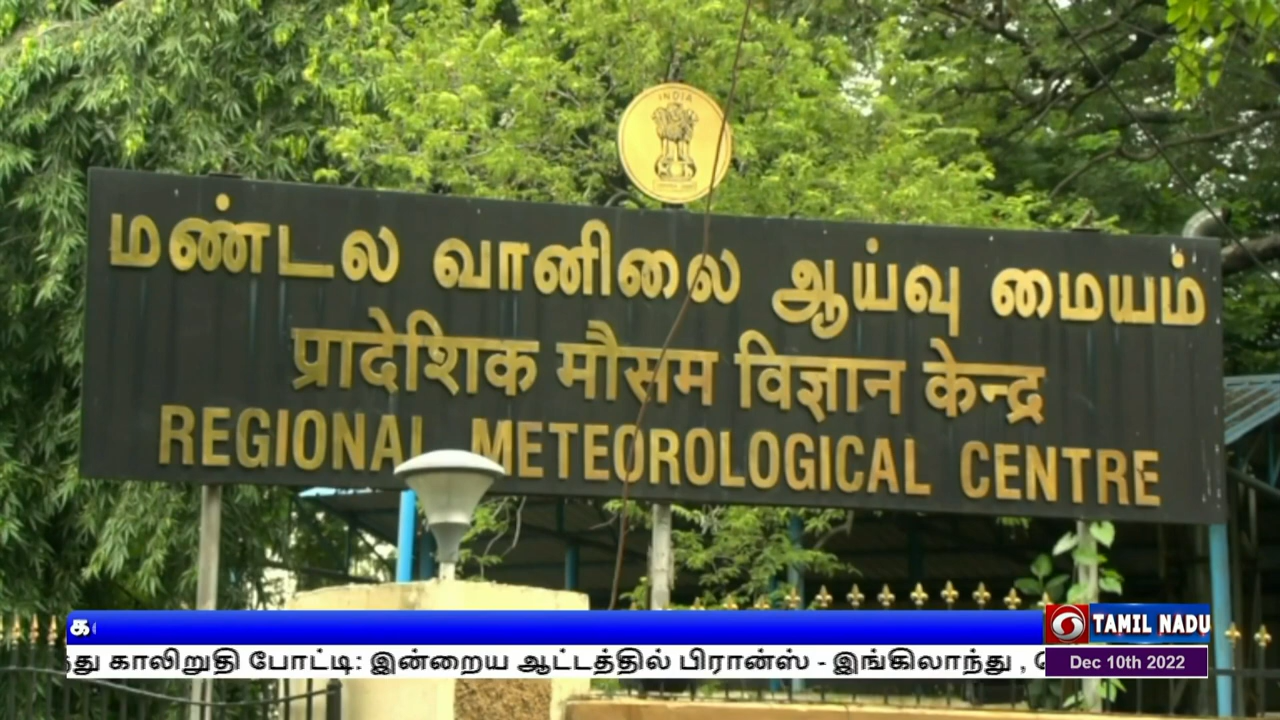 INDIA
மண்டல வானிலை ஆய்வு மையம்
प्रादेशिक मौसम विज्ञान केन्द्र
REGIONAL METEOROLOGICAL CENTRE
TAMIL NADU
காலிறுதி போட்டி: இன்றைய ஆட்டத்தில் பிரான்ஸ் - இங்கிலாந்து ,
Dec 10th 2022